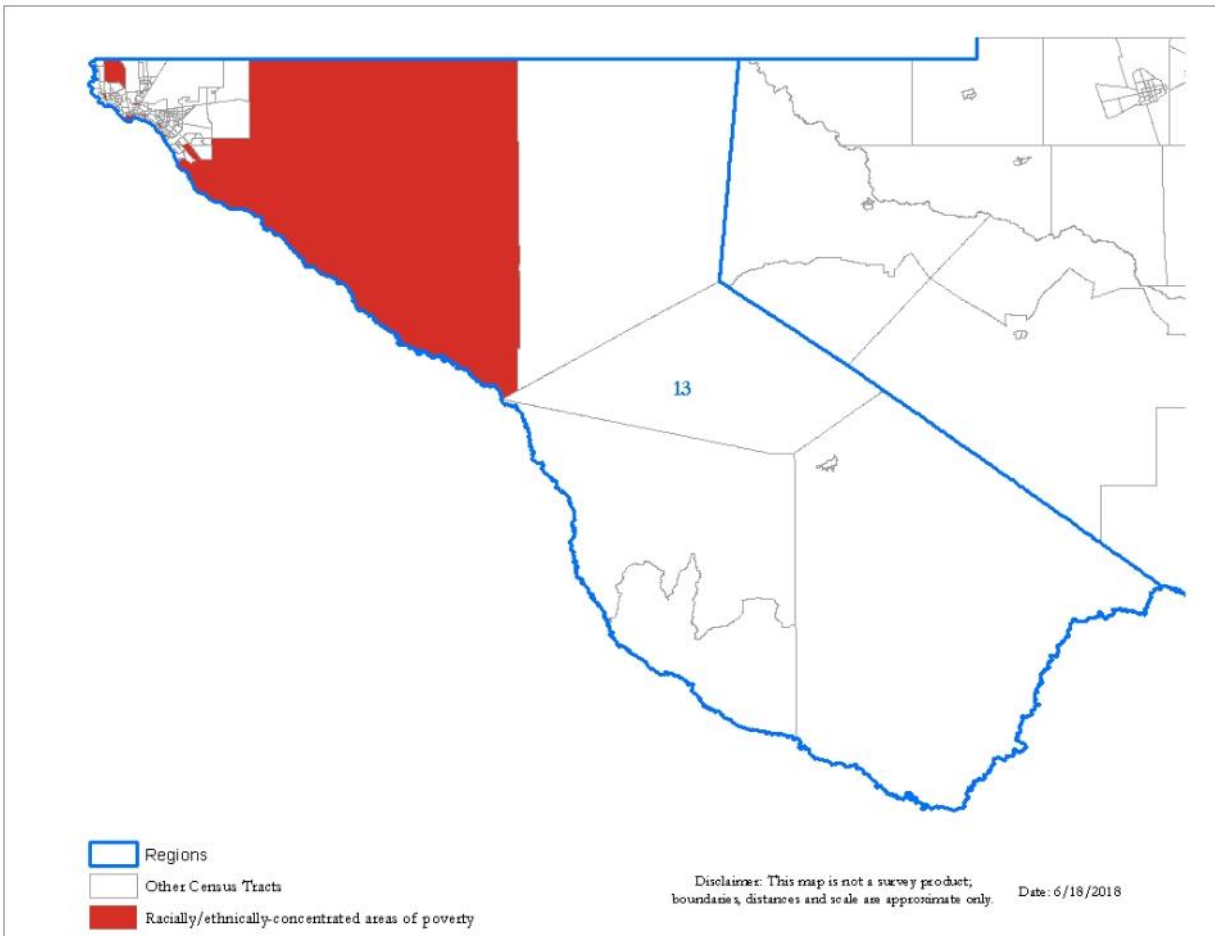 13
Regions
Other Census Tracts
Racially/ethnically-concentrated areas of poverty
Disclaimer: This map is not a survey product;
boundaries, distances and scale are approximate only.
Date: 6/18/2018